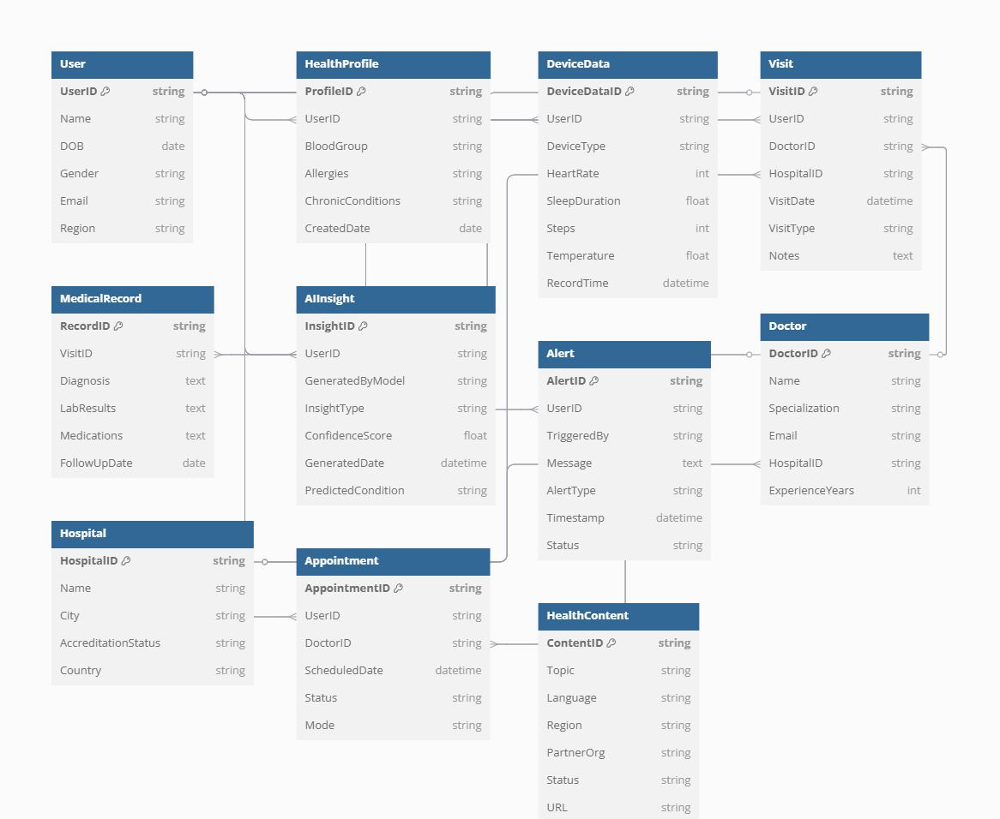 User
UserID string
Name string
DOB date
Gender string
Email string
Region string
HealthProfile
ProfileID string
UserID string
BloodGroup string
Allergies string
ChronicConditions string
CreatedDate date
DeviceData
DeviceDataID string
UserID string
DeviceType string
HeartRate int
SleepDuration float
Steps int
Temperature float
RecordTime datetime
Visit
VisitID string
UserID string
DoctorID string
HospitalID string
VisitDate datetime
VisitType string
Notes text
MedicalRecord
RecordID string
VisitID string
Diagnosis text
LabResults text
Medications text
FollowUpDate date
AIInsight
InsightID string
UserID string
GeneratedByModel string
InsightType string
ConfidenceScore float
GeneratedDate datetime
PredictedCondition string
Alert
AlertID string
UserID string
TriggeredBy string
Message text
AlertType string
Timestamp datetime
Status string
Doctor
DoctorID string
Name string
Specialization string
Email string
HospitalID string
ExperienceYears int
Hospital
HospitalID string
Name string
City string
AccreditationStatus string
Country string
Appointment
AppointmentID string
UserID string
DoctorID string
ScheduledDate datetime
Status string
Mode string
HealthContent
ContentID string
Topic string
Language string
Region string
PartnerOrg string
Status string
URL string